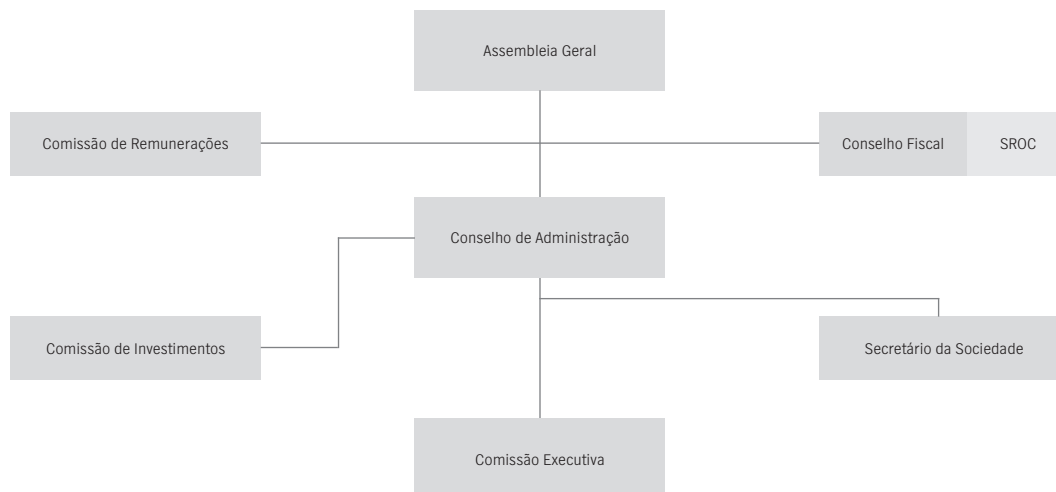 Assembleia Geral
Comissão de Remunerações
Conselho Fiscal
SROC
Conselho de Administração
Comissão de Investimentos
Secretário da Sociedade
Comissão Executiva